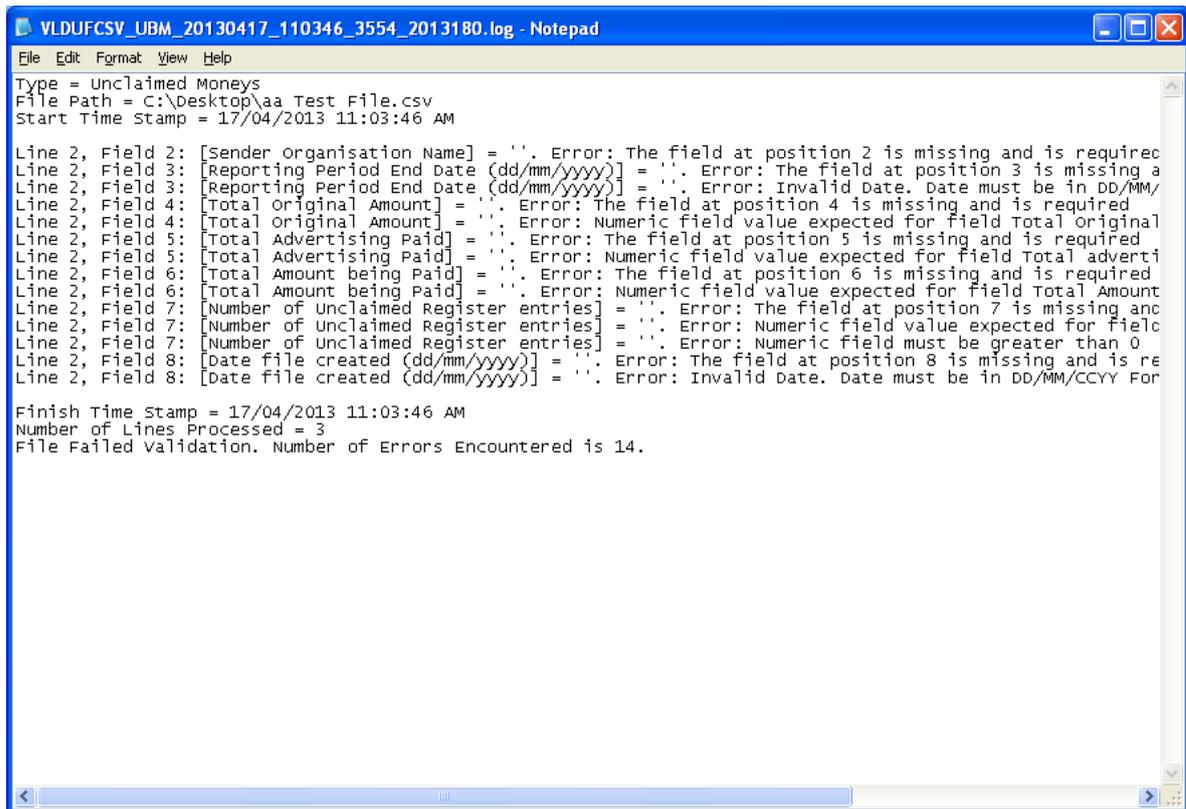 VLDUFCSV_UBM_20130417_110346_3554_2013180.log - Notepad
File Edit Format View Help
Type = Unclaimed Moneys
File Path = C:\Desktop\aa Test File.csv
Start Time Stamp = 17/04/2013 11:03:46 AM
Line 2, Field 2: [Sender Organisation Name] = ''. Error: The field at position 2 is missing and is required
Line 2, Field 3: [Reporting Period End Date (dd/mm/yyyy)] = ''. Error: The field at position 3 is missing a
Line 2, Field 3: [Reporting Period End Date (dd/mm/yyyy)] = ''. Error: Invalid Date. Date must be in DD/MM/
Line 2, Field 4: [Total Original Amount] = ''. Error: The field at position 4 is missing and is required
Line 2, Field 4: [Total Original Amount] = ''. Error: Numeric field value expected for field Total Original
Line 2, Field 5: [Total Advertising Paid] = ''. Error: The field at position 5 is missing and is required
Line 2, Field 5: [Total Advertising Paid] = ''. Error: Numeric field value expected for field Total adverti
Line 2, Field 6: [Total Amount being Paid] = ''. Error: The field at position 6 is missing and is required
Line 2, Field 6: [Total Amount being Paid] = ''. Error: Numeric field value expected for field Total Amount
Line 2, Field 7: [Number of Unclaimed Register entries] = ''. Error: The field at position 7 is missing and
Line 2, Field 7: [Number of Unclaimed Register entries] = ''. Error: Numeric field value expected for field
Line 2, Field 7: [Number of Unclaimed Register entries] = ''. Error: Numeric field must be greater than 0
Line 2, Field 8: [Date file created (dd/mm/yyyy)] = ''. Error: The field at position 8 is missing and is re
Line 2, Field 8: [Date file created (dd/mm/yyyy)] = ''. Error: Invalid Date. Date must be in DD/MM/CCYY For
Finish Time Stamp = 17/04/2013 11:03:46 AM
Number of Lines Processed = 3
File Failed Validation. Number of Errors Encountered is 14.